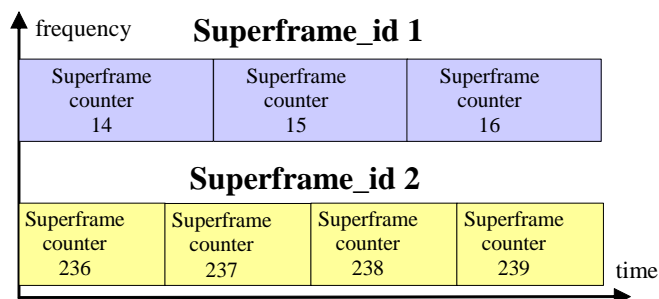 frequency
Superframe_id 1
Superframe counter 14
Superframe counter 15
Superframe counter 16
Superframe_id 2
Superframe counter 236
Superframe counter 237
Superframe counter 238
Superframe counter 239
time